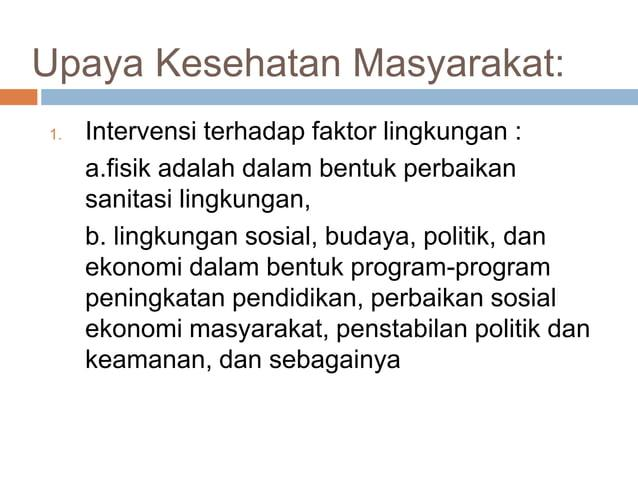 Upaya Kesehatan Masyarakat:
1. Intervensi terhadap faktor lingkungan :
a.fisik adalah dalam bentuk perbaikan
sanitasi lingkungan,
b. lingkungan sosial, budaya, politik, dan
ekonomi dalam bentuk program-program
peningkatan pendidikan, perbaikan sosial
ekonomi masyarakat, penstabilan politik dan
keamanan, dan sebagainya